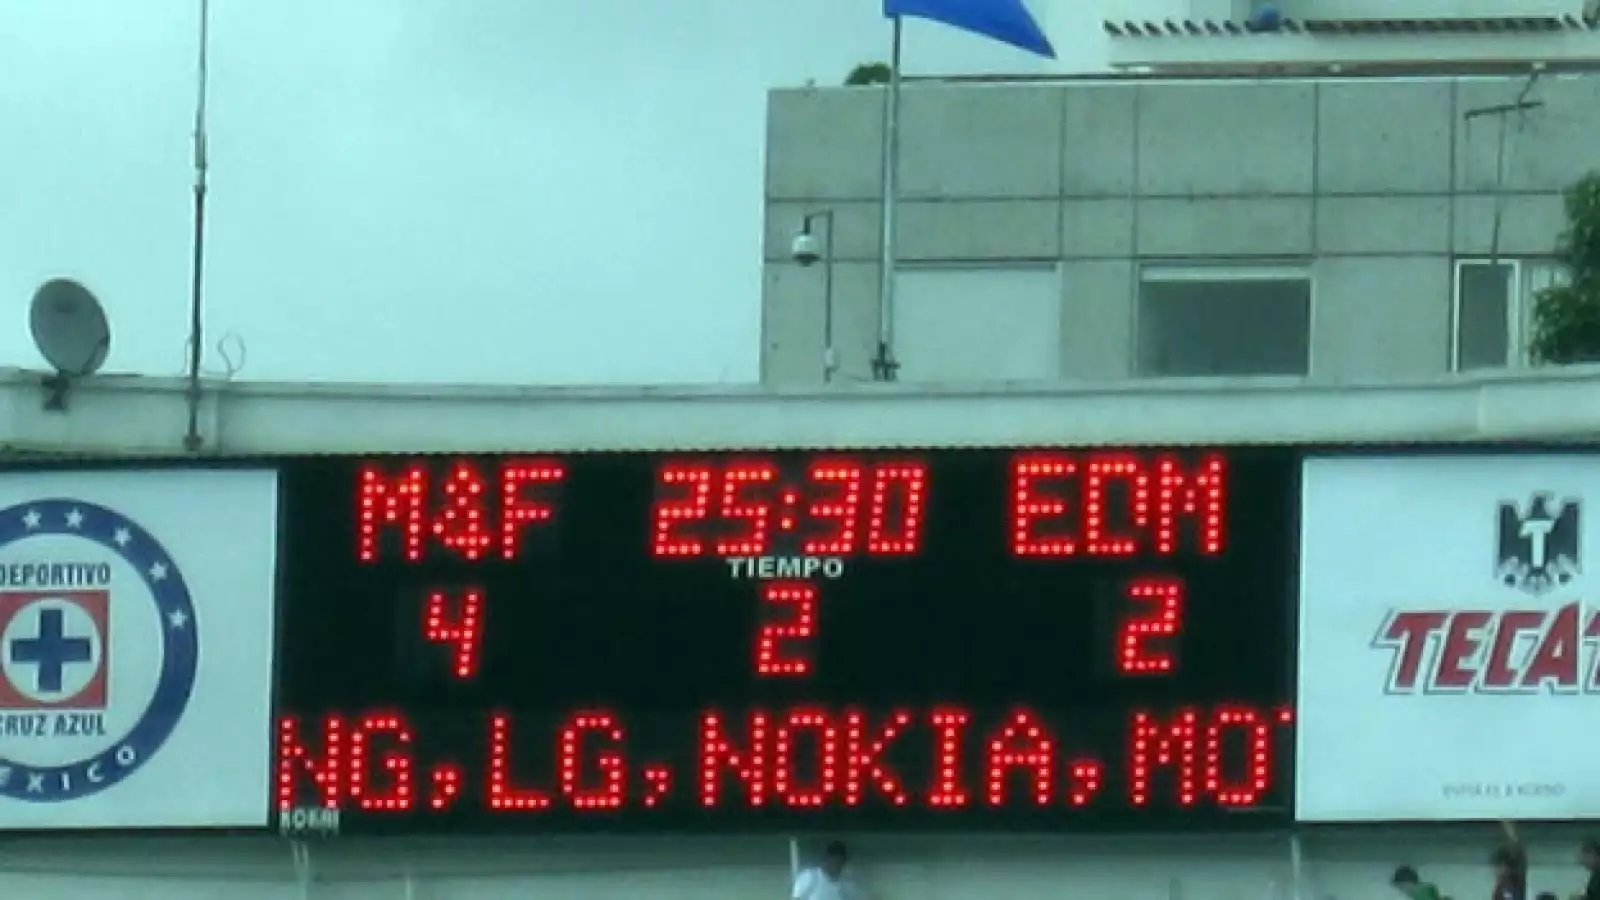 M&F 25:30 EDM
TIEMPO
4 2 2
NG,LG,NOKIA,MO
DEPORTIVO
CRUZ AZUL
MEXICO
T
TECAT